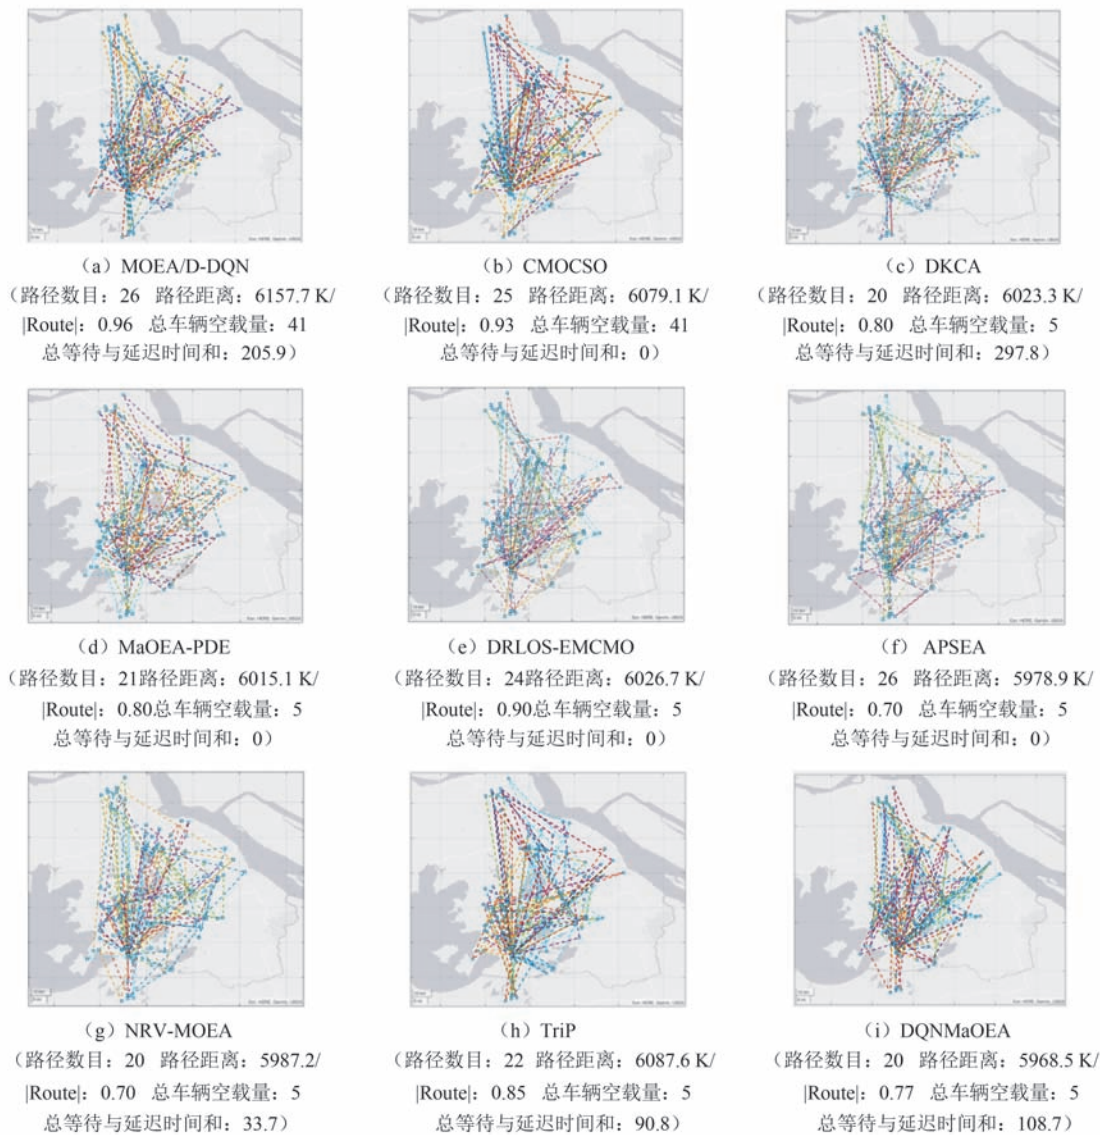 (a) MOEA/D-DQN
(路径数目：26 路径距离：6157.7 K/
|Route|：0.96 总车辆空载量：41
总等待与延迟时间和：205.9)
(b) CMOCSO
(路径数目：25 路径距离：6079.1 K/
|Route|：0.93 总车辆空载量：41
总等待与延迟时间和：0)
(c) DKCA
(路径数目：20 路径距离：6023.3 K/
|Route|：0.80 总车辆空载量：5
总等待与延迟时间和：297.8)
(d) MaOEA-PDE
(路径数目：21路径距离：6015.1 K/
|Route|：0.80总车辆空载量：5
总等待与延迟时间和：0)
(e) DRLOS-EMCMO
(路径数目：24路径距离：6026.7 K/
|Route|：0.90总车辆空载量：5
总等待与延迟时间和：0)
(f) APSEA
(路径数目：26 路径距离：5978.9 K/
|Route|：0.70 总车辆空载量：5
总等待与延迟时间和：0)
(g) NRV-MOEA
(路径数目：20 路径距离：5987.2/
|Route|：0.70 总车辆空载量：5
总等待与延迟时间和：33.7)
(h) TriP
(路径数目：22 路径距离：6087.6 K/
|Route|：0.85 总车辆空载量：5
总等待与延迟时间和：90.8)
(i) DQNMaOEA
(路径数目：20 路径距离：5968.5 K/
|Route|：0.77 总车辆空载量：5
总等待与延迟时间和：108.7)